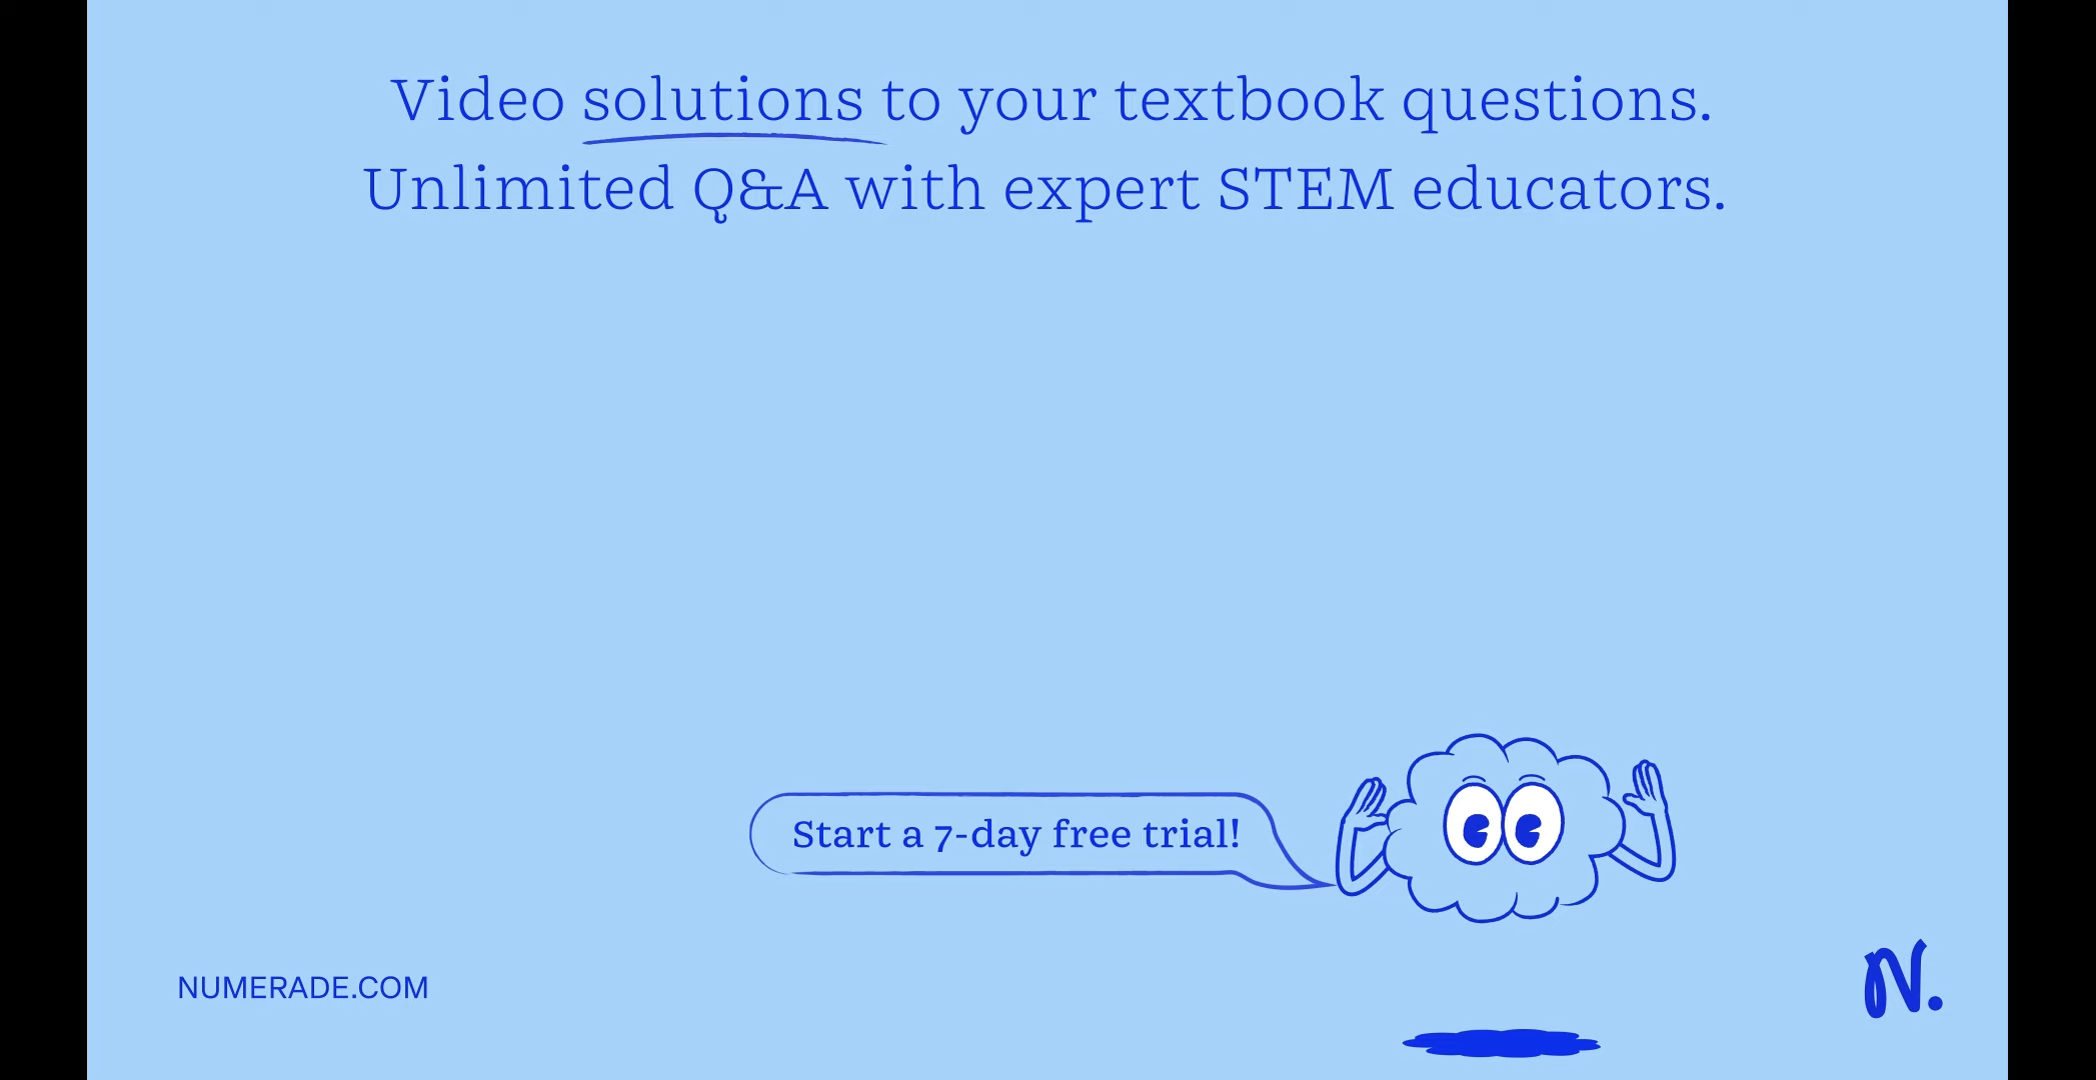 Video solutions to your textbook questions.
Unlimited Q&A with expert STEM educators.
Start a 7-day free trial!
NUMERADE.COM
N.